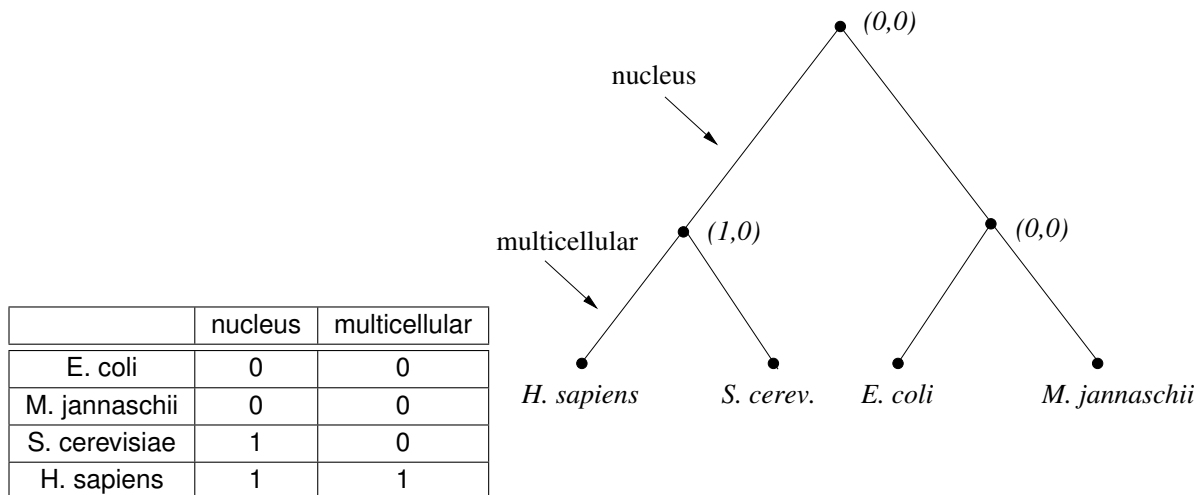 (0,0)
nucleus
(1,0)
(0,0)
multicellular
H. sapiens S. cerev. E. coli M. jannaschii
nucleus multicellular
E. coli 0 0
M. jannaschii 0 0
S. cerevisiae 1 0
H. sapiens 1 1